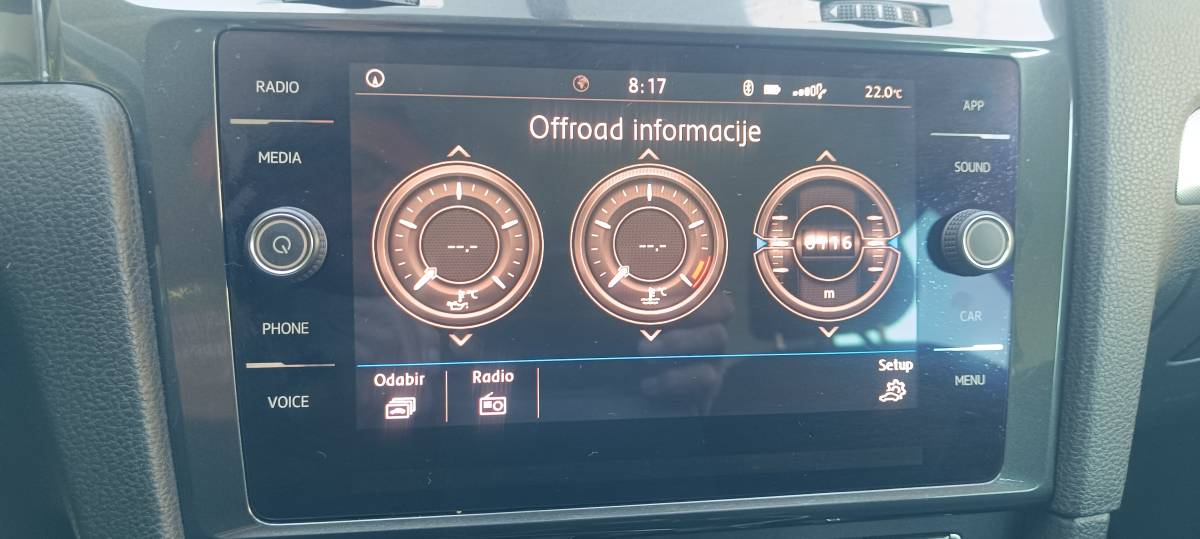 8:17
22.0°C
Offroad informacije
--.-
°C
--.-
°C
m
Odabir
Radio
Setup
RADIO
MEDIA
PHONE
VOICE
APP
SOUND
CAR
MENU